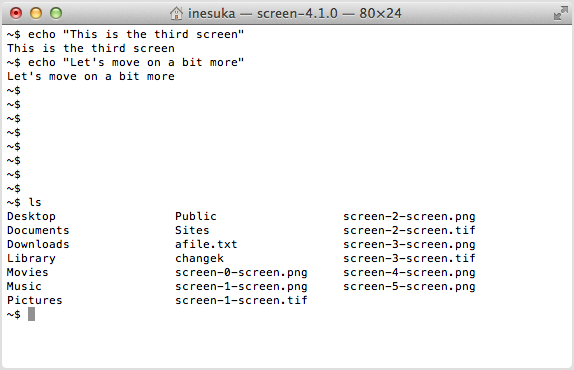 inesuka — screen-4.1.0 — 80×24
~$ echo "This is the third screen"
This is the third screen
~$ echo "Let's move on a bit more"
Let's move on a bit more
~$
~$
~$
~$
~$
~$
~$
~$
~$ ls
Desktop Public screen-2-screen.png
Documents Sites screen-2-screen.tif
Downloads afile.txt screen-3-screen.png
Library changek screen-3-screen.tif
Movies screen-0-screen.png screen-4-screen.png
Music screen-1-screen.png screen-5-screen.png
Pictures screen-1-screen.tif
~$